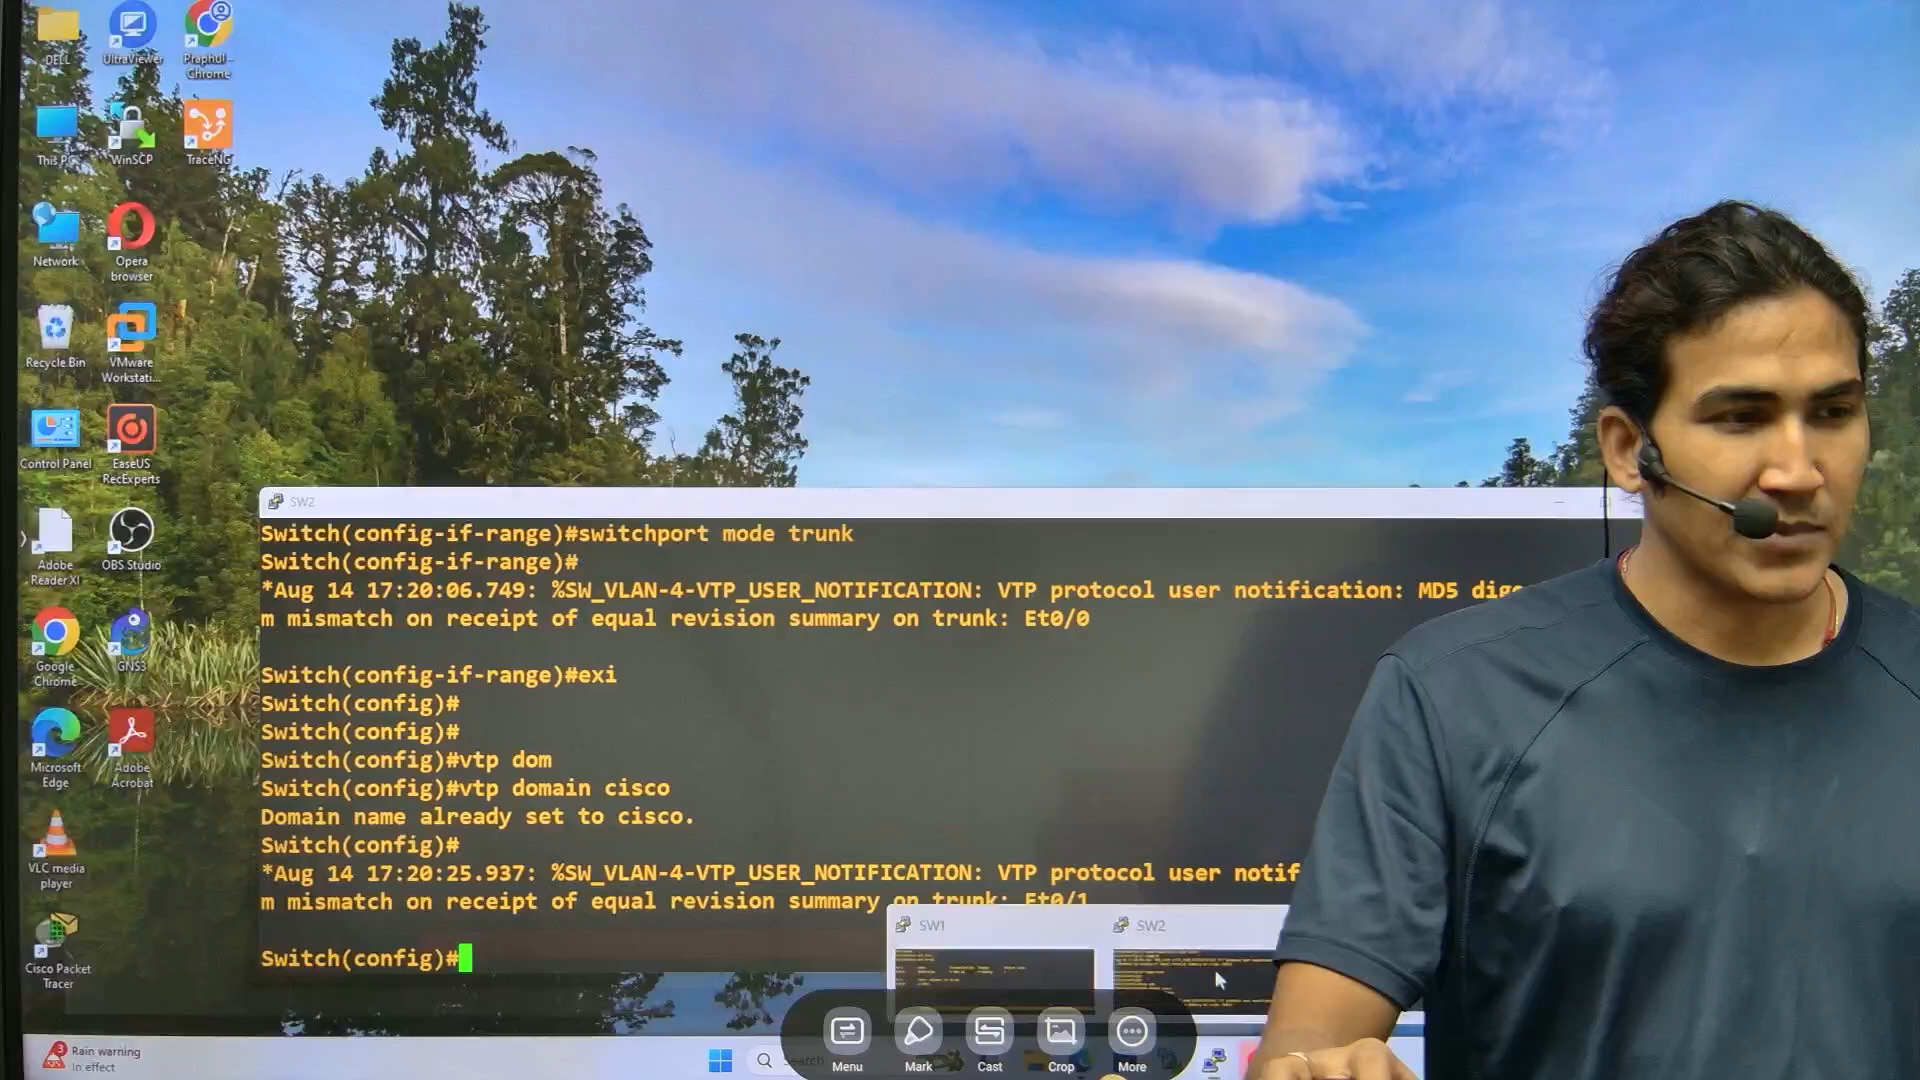 DELL
UltraViewer
Praphul -
Chrome
This PC
WinSCP
TraceNG
Network
Opera
browser
Recycle Bin
VMware
Workstati...
Control Panel
EaseUS
RecExperts
Adobe
Reader XI
OBS Studio
Google
Chrome
GNS3
Microsoft
Edge
Adobe
Acrobat
VLC media
player
Cisco Packet
Tracer
SW2
Switch(config-if-range)#switchport mode trunk
Switch(config-if-range)#
*Aug 14 17:20:06.749: %SW_VLAN-4-VTP_USER_NOTIFICATION: VTP protocol user notification: MD5
m mismatch on receipt of equal revision summary on trunk: Et0/0
Switch(config-if-range)#exi
Switch(config)#
Switch(config)#
Switch(config)#vtp dom
Switch(config)#vtp domain cisco
Domain name already set to cisco.
Switch(config)#
*Aug 14 17:20:25.937: %SW_VLAN-4-VTP_USER_NOTIFICATION: VTP protocol user notif
m mismatch on receipt of equal revision summary on trunk: Et0/1
Switch(config)#
SW1
SW2
Menu
Mark
Cast
Crop
More
3
Rain warning
In effect
Search